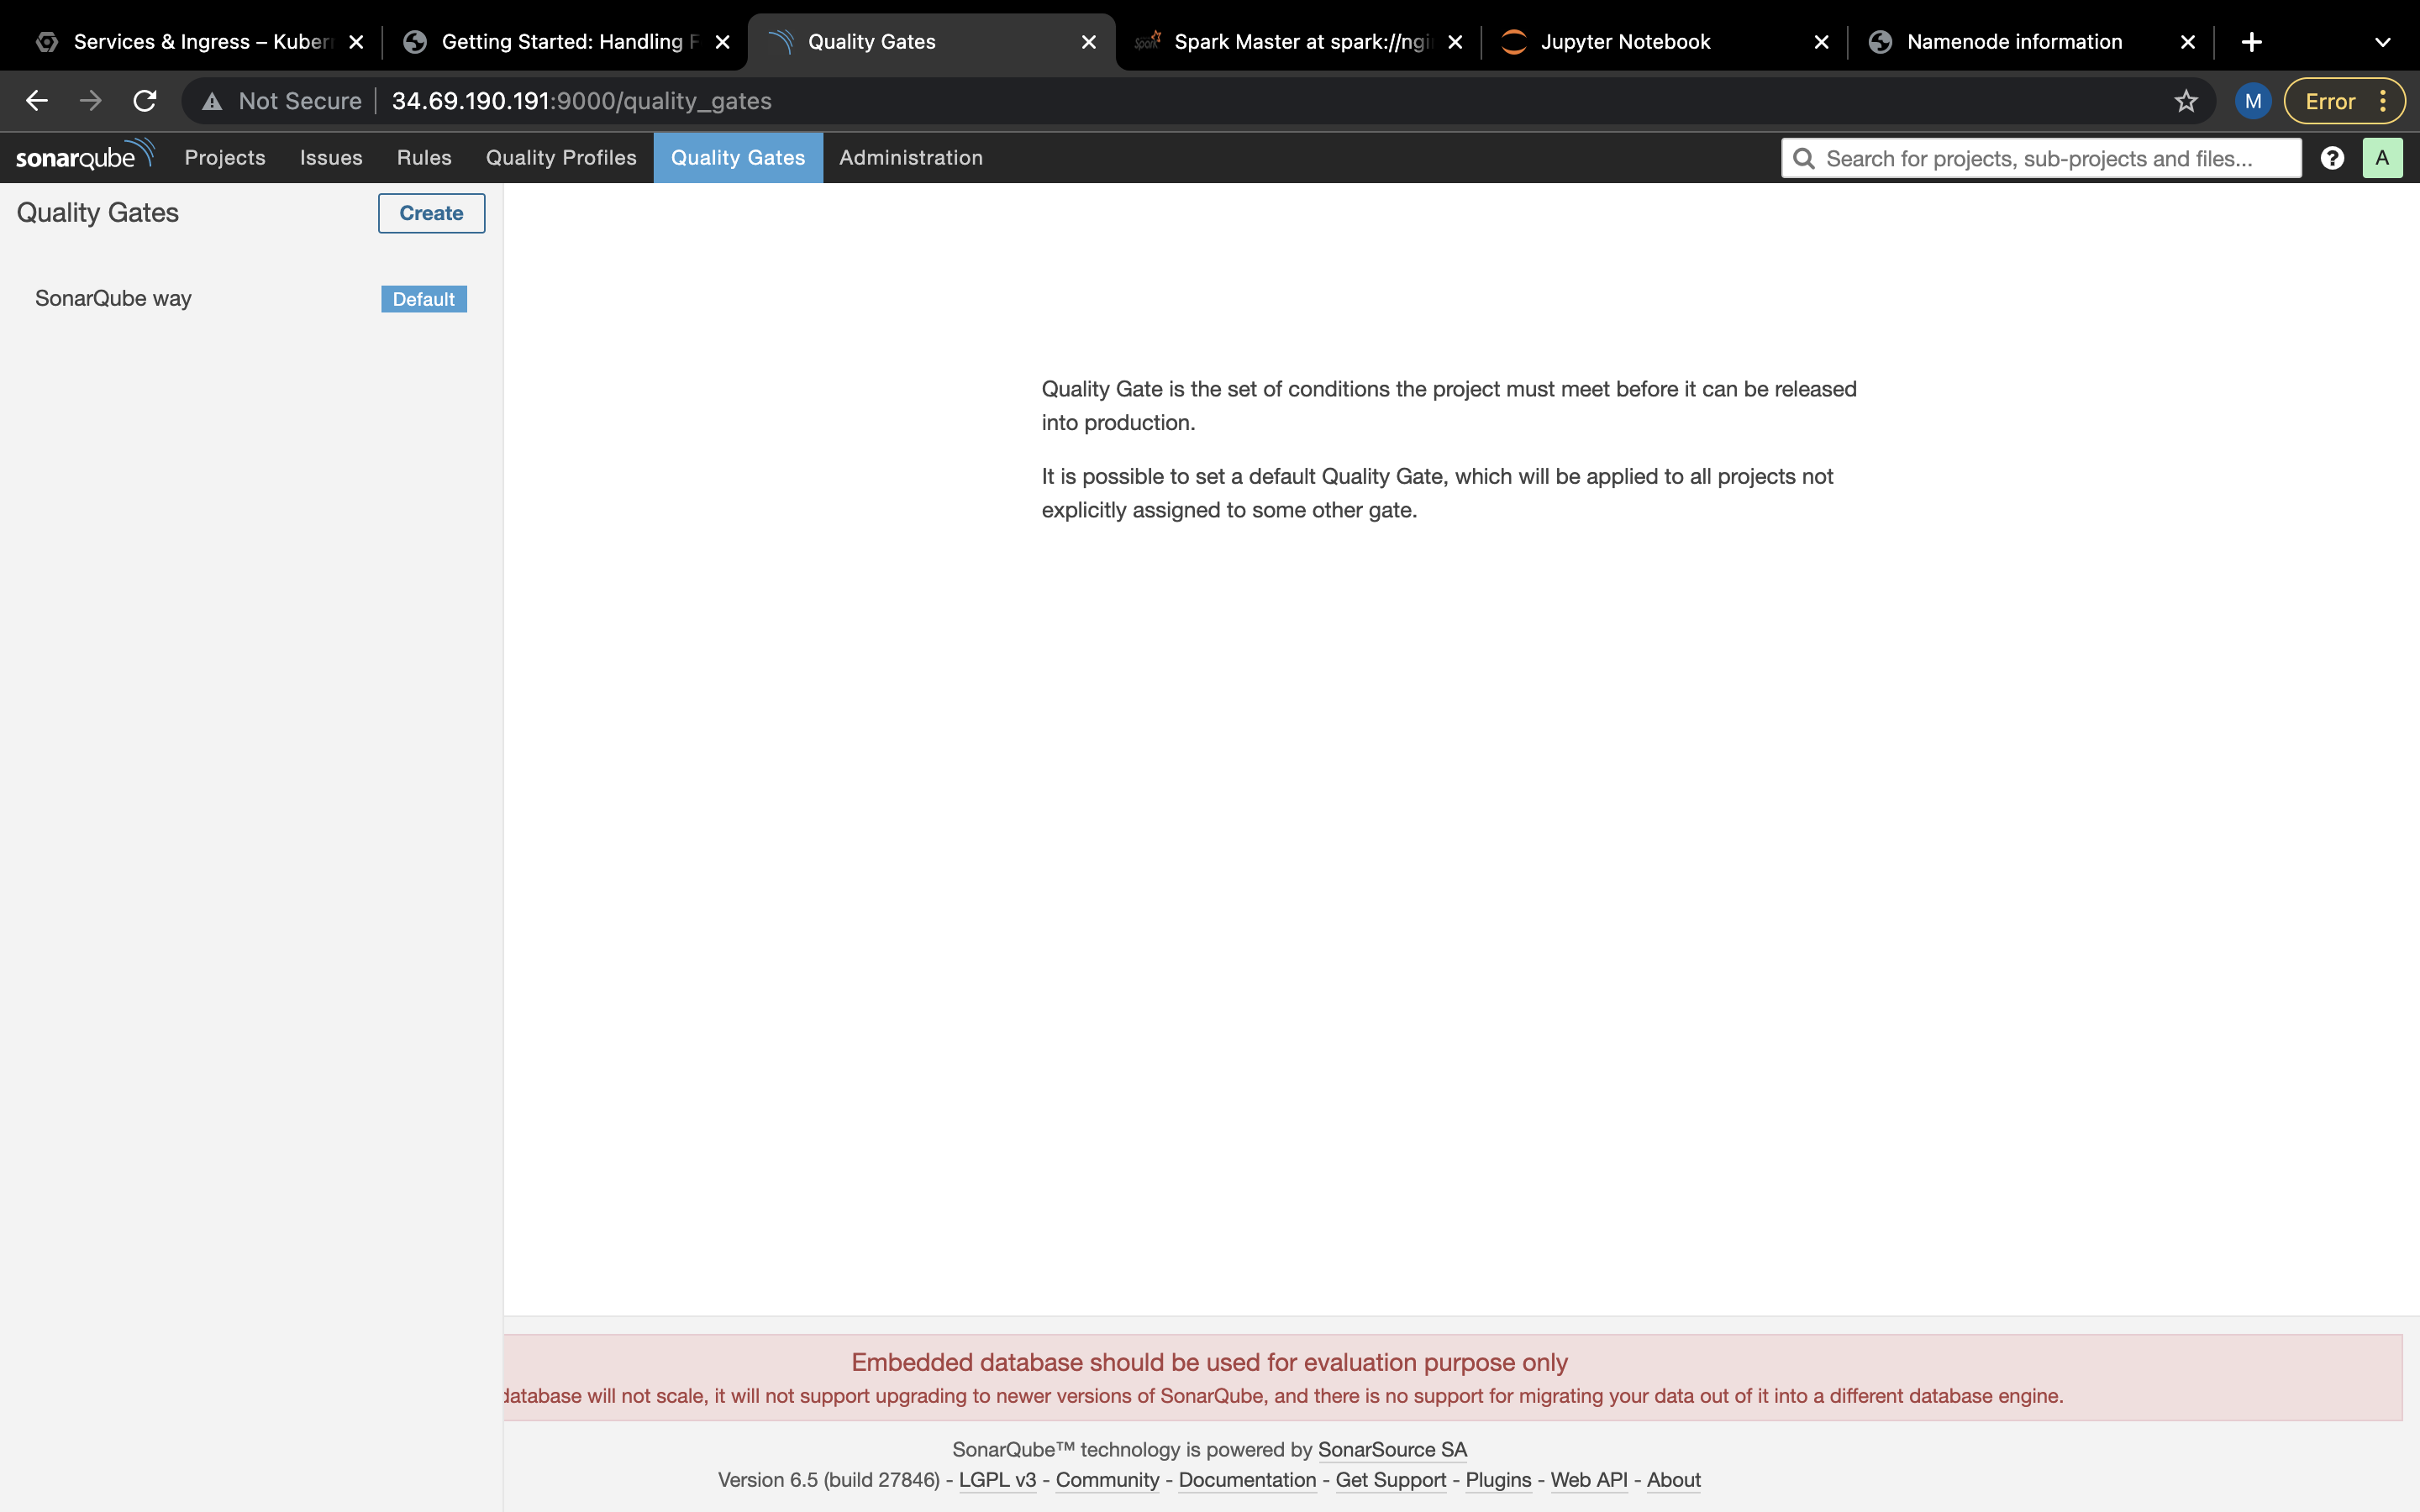 Services & Ingress – Kuber
Getting Started: Handling F
Quality Gates
Spark Master at spark://ngi
Jupyter Notebook
Namenode information
Not Secure
34.69.190.191:9000/quality_gates
M
Error
sonarqube
Projects
Issues
Rules
Quality Profiles
Quality Gates
Administration
Search for projects, sub-projects and files...
?
A
Quality Gates
Create
SonarQube way
Default
Quality Gate is the set of conditions the project must meet before it can be released
into production.
It is possible to set a default Quality Gate, which will be applied to all projects not
explicitly assigned to some other gate.
Embedded database should be used for evaluation purpose only
database will not scale, it will not support upgrading to newer versions of SonarQube, and there is no support for migrating your data out of it into a different database engine.
SonarQube™ technology is powered by SonarSource SA
Version 6.5 (build 27846) - LGPL v3 - Community - Documentation - Get Support - Plugins - Web API - About